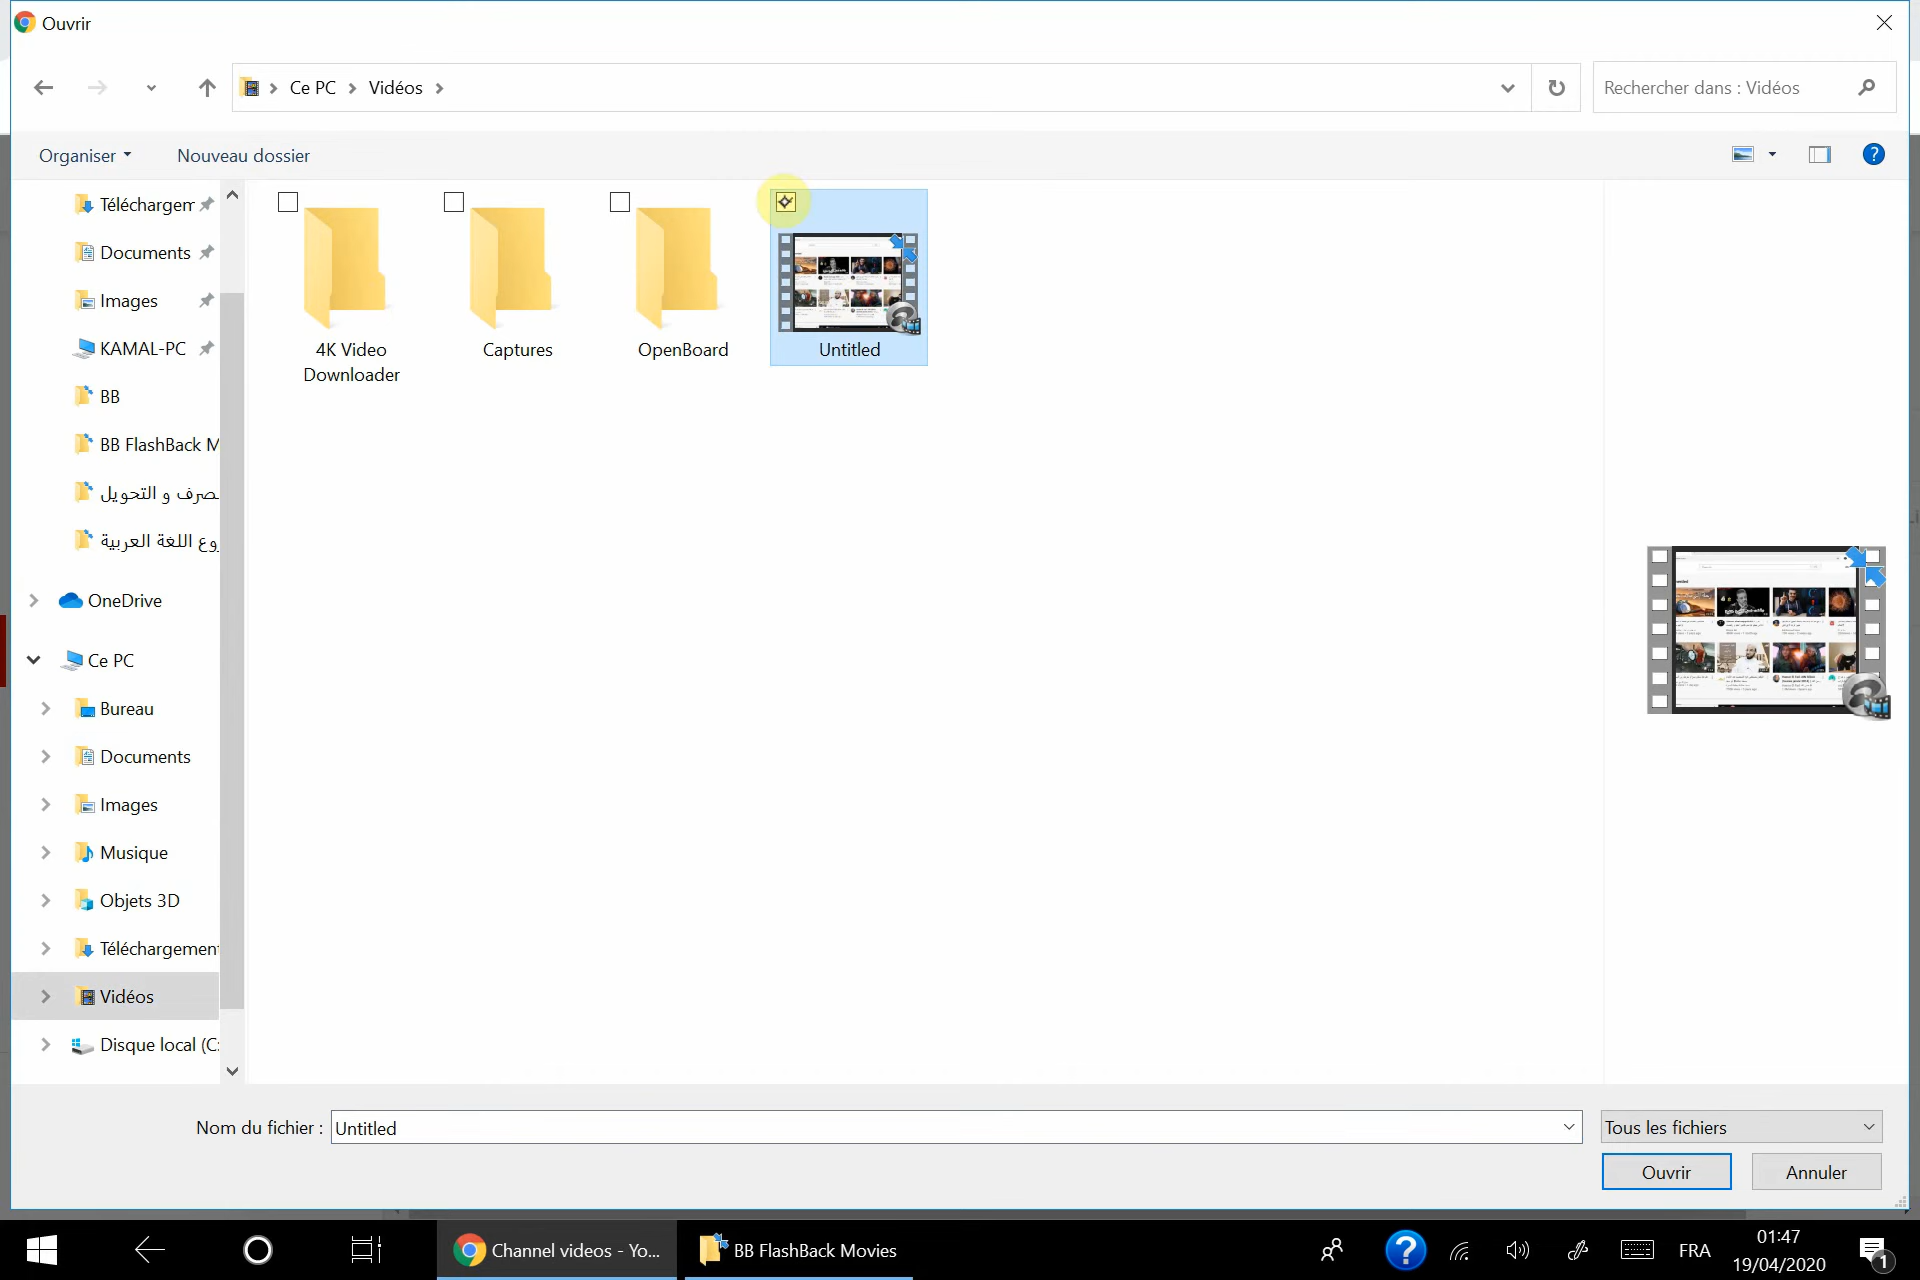 Ouvrir
Ce PC
Vidéos
Rechercher dans : Vidéos
Organiser
Nouveau dossier
Téléchargem
Documents
Images
KAMAL-PC
BB
BB FlashBack M
صرف و التحويل
وع اللغة العربية
OneDrive
Ce PC
Bureau
Documents
Images
Musique
Objets 3D
Téléchargement
Vidéos
Disque local (C:
4K Video
Downloader
Captures
OpenBoard
Untitled
Nom du fichier :
Untitled
Tous les fichiers
Ouvrir
Annuler
Channel videos - Yo...
BB FlashBack Movies
FRA
01:47
19/04/2020
1